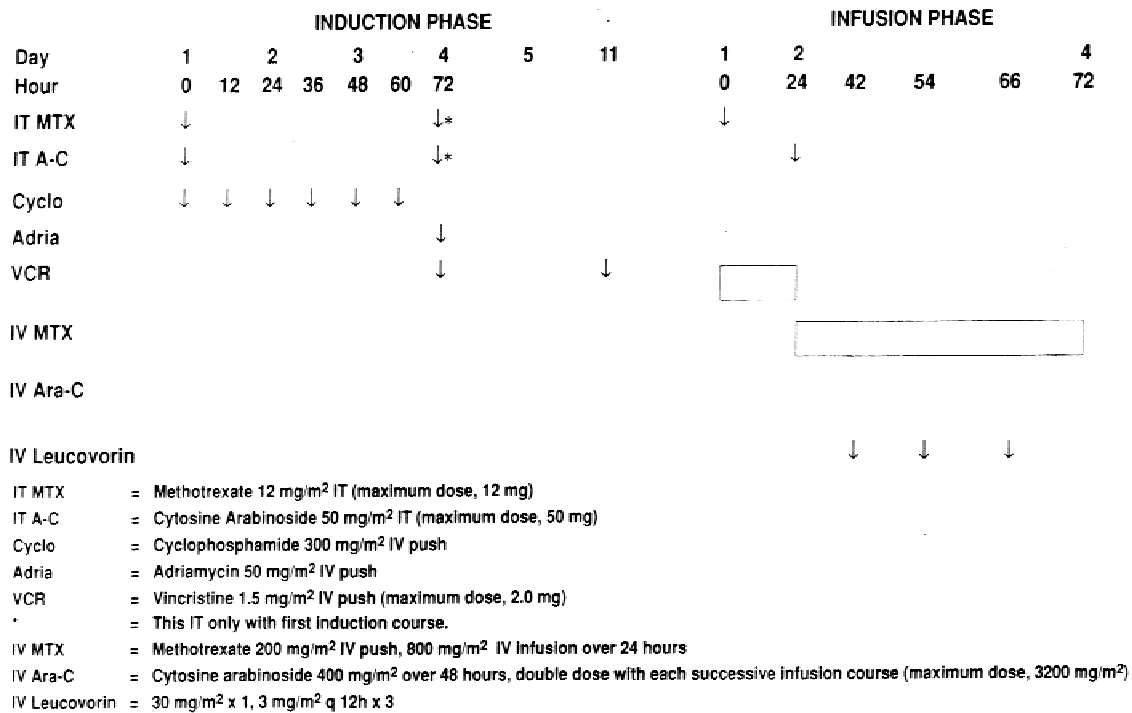 INDUCTION PHASE INFUSION PHASE
Day 1 2 3 4 5 11 1 2 4
Hour 0 12 24 36 48 60 72 0 24 42 54 66 72
IT MTX ↓ ↓* ↓
IT A-C ↓ ↓* ↓
Cyclo ↓ ↓ ↓ ↓ ↓ ↓
Adria ↓
VCR ↓ ↓
IV MTX
IV Ara-C
IV Leucovorin ↓ ↓ ↓
IT MTX = Methotrexate 12 mg/m² IT (maximum dose, 12 mg)
IT A-C = Cytosine Arabinoside 50 mg/m² IT (maximum dose, 50 mg)
Cyclo = Cyclophosphamide 300 mg/m² IV push
Adria = Adriamycin 50 mg/m² IV push
VCR = Vincristine 1.5 mg/m² IV push (maximum dose, 2.0 mg)
* = This IT only with first induction course.
IV MTX = Methotrexate 200 mg/m² IV push, 800 mg/m² IV infusion over 24 hours
IV Ara-C = Cytosine arabinoside 400 mg/m² over 48 hours, double dose with each successive infusion course (maximum dose, 3200 mg/m²)
IV Leucovorin = 30 mg/m² x 1, 3 mg/m² q 12h x 3